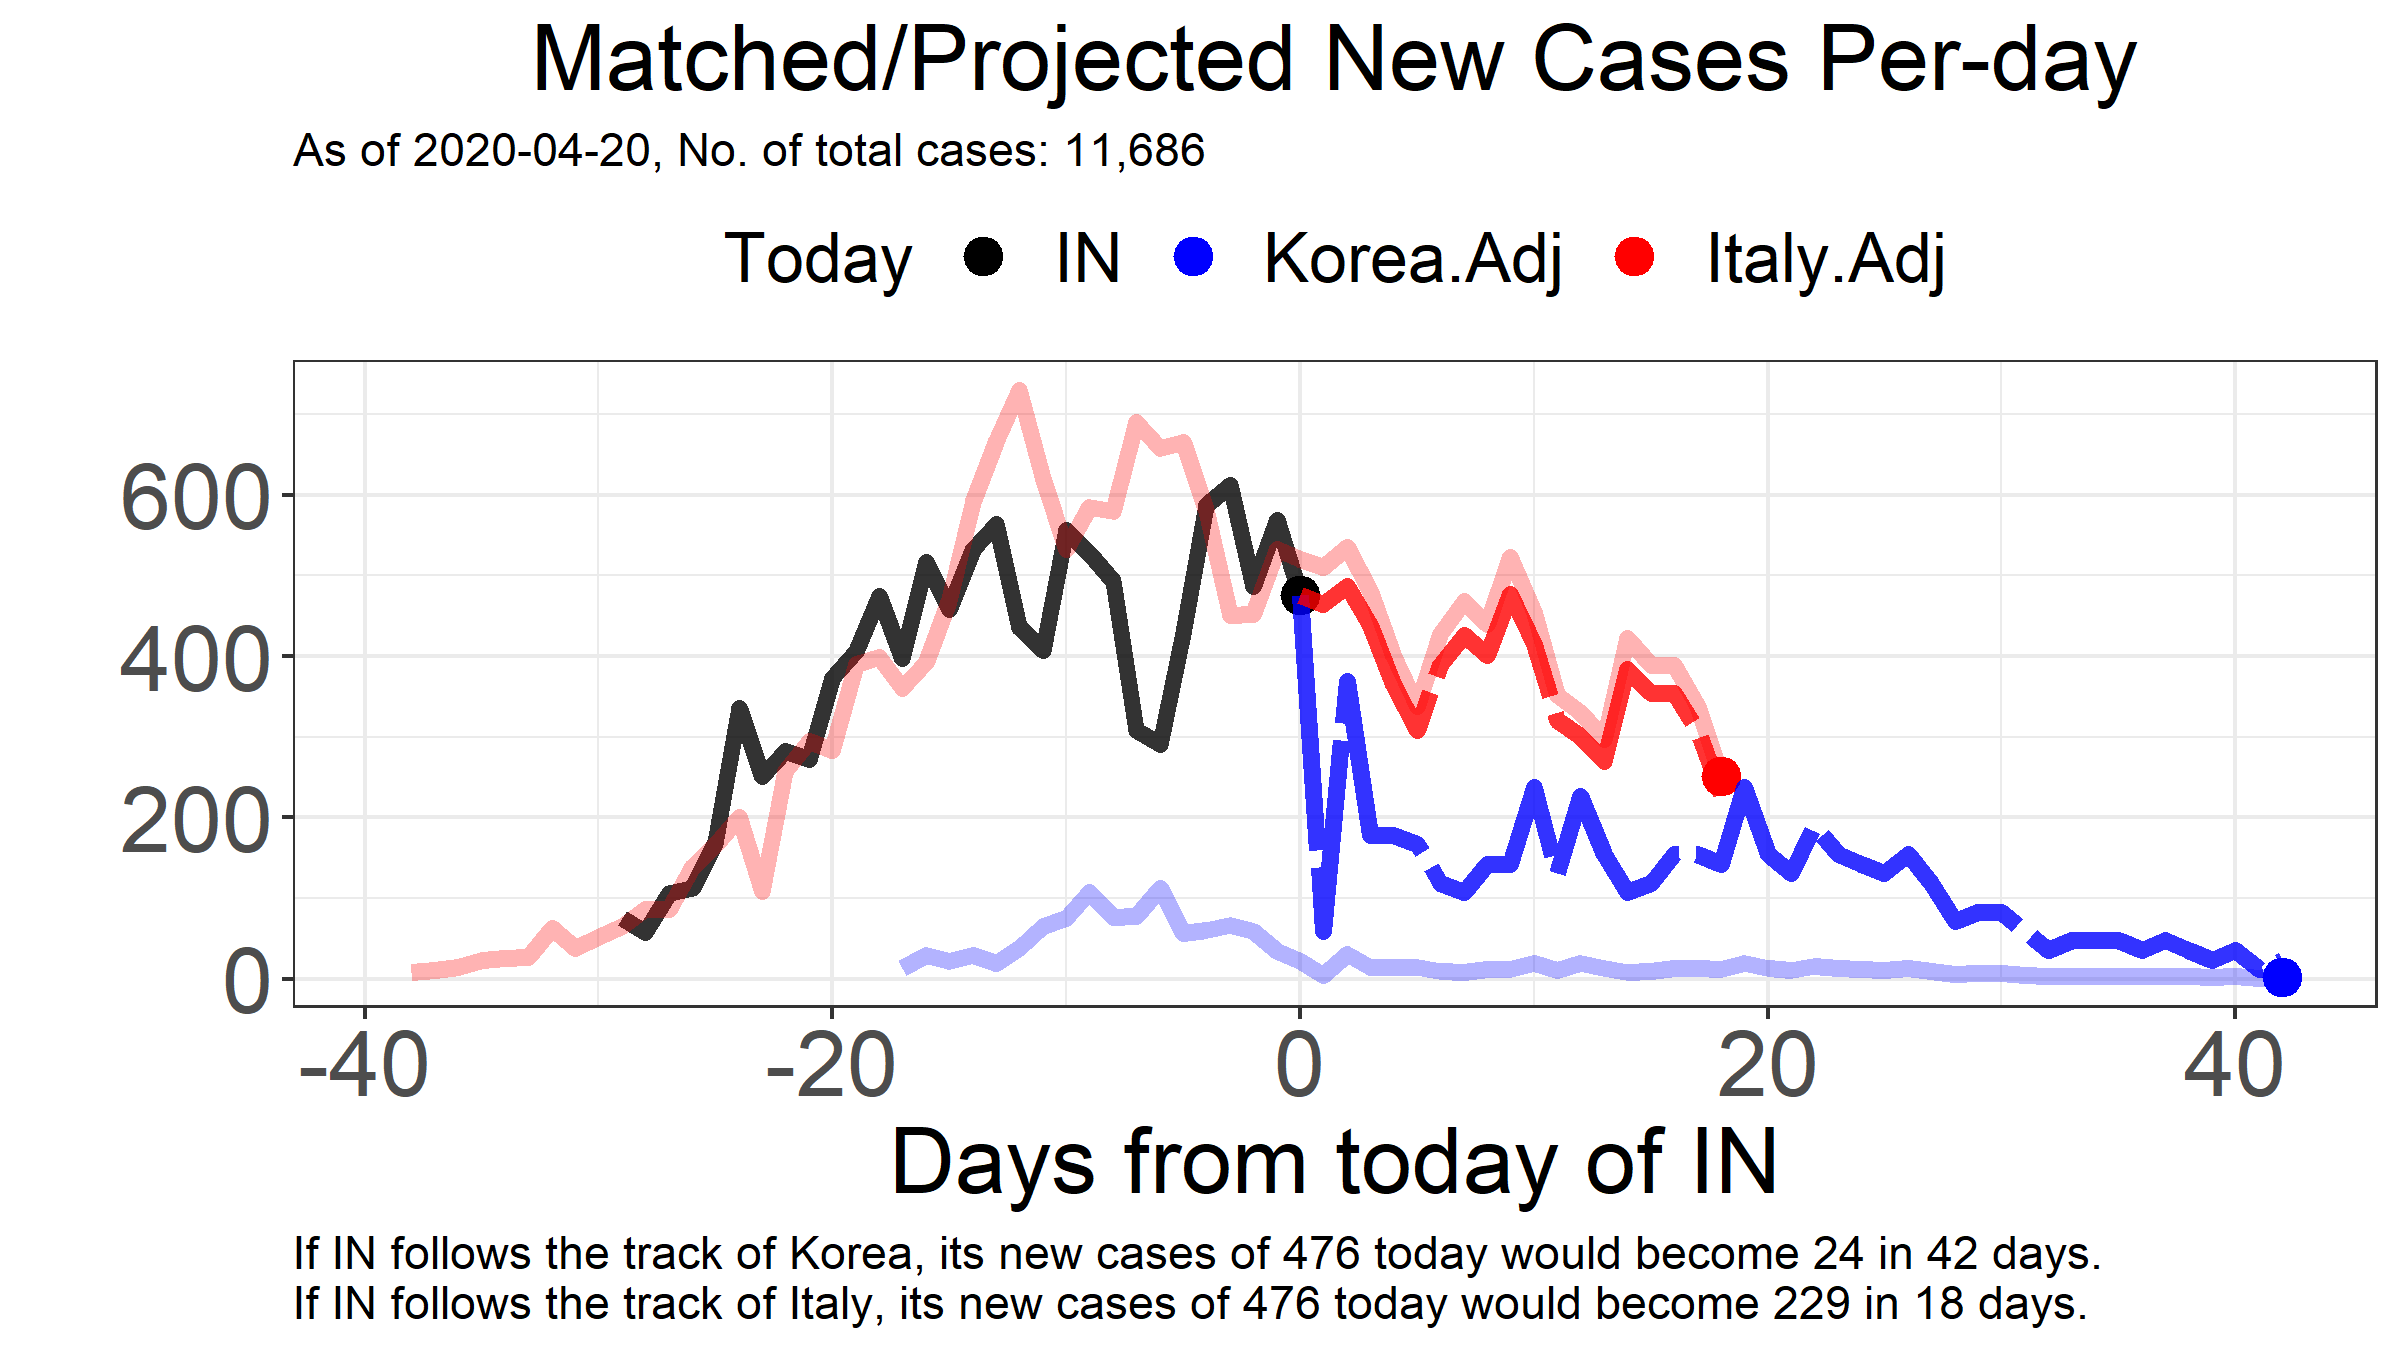 Matched/Projected New Cases Per-day
As of 2020-04-20, No. of total cases: 11,686
Today IN Korea.Adj Italy.Adj
600
400
200
0
-40 -20 0 20 40
Days from today of IN
If IN follows the track of Korea, its new cases of 476 today would become 24 in 42 days.
If IN follows the track of Italy, its new cases of 476 today would become 229 in 18 days.